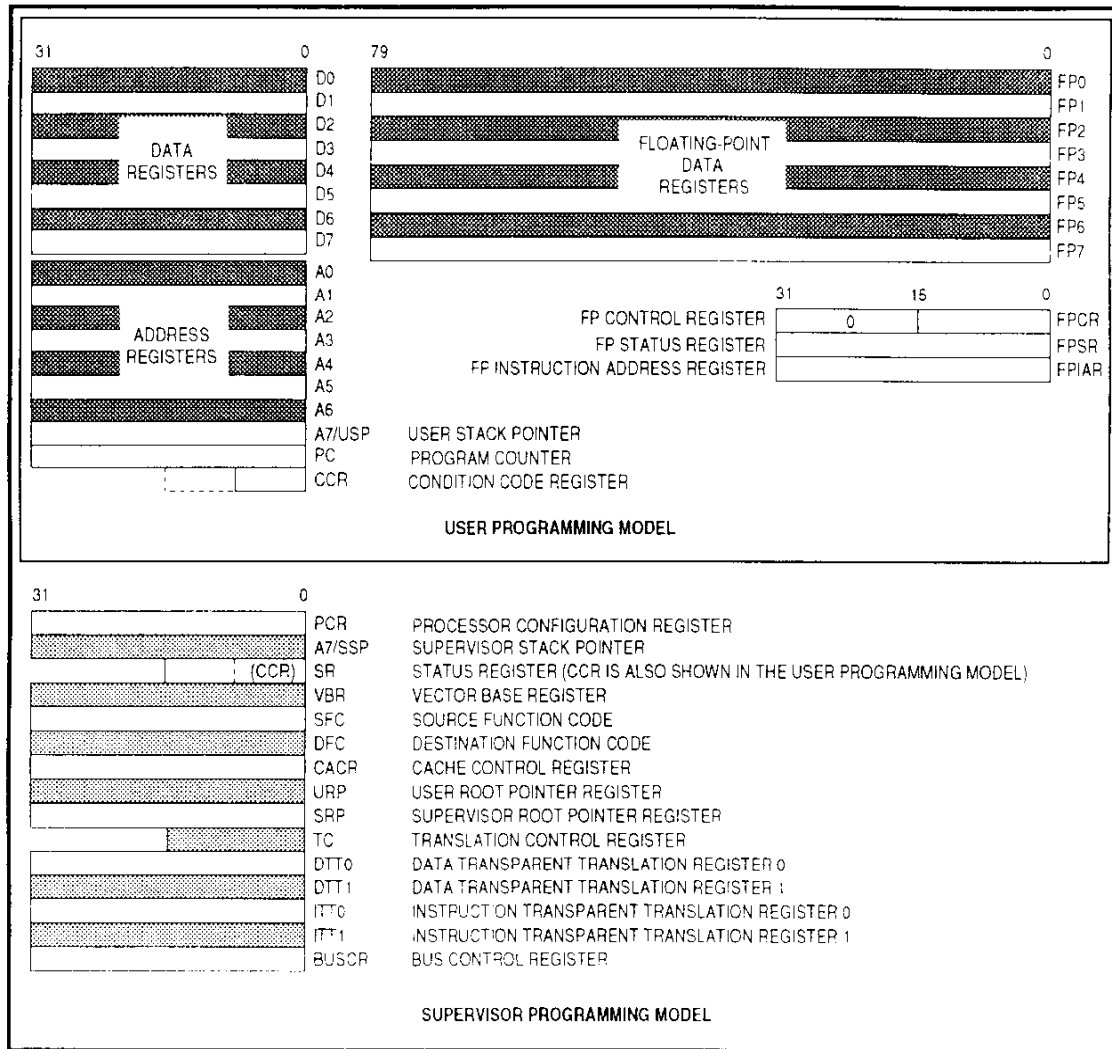 31 0 79 0
D0 FP0
D1 FP1
D2 FP2
DATA REGISTERS
D3 FP3
D4 FP4
D5 FP5
D6 FP6
D7 FP7
FLOATING-POINT
DATA
REGISTERS
A0
A1
A2
A3
A4
A5
A6
ADDRESS
REGISTERS
31 15 0
FP CONTROL REGISTER 0 FPCR
FP STATUS REGISTER FPSR
FP INSTRUCTION ADDRESS REGISTER FPIAR
A7/USP USER STACK POINTER
PC PROGRAM COUNTER
CCR CONDITION CODE REGISTER
USER PROGRAMMING MODEL
31 0
PCR PROCESSOR CONFIGURATION REGISTER
A7/SSP SUPERVISOR STACK POINTER
(CCR) SR STATUS REGISTER (CCR IS ALSO SHOWN IN THE USER PROGRAMMING MODEL)
VBR VECTOR BASE REGISTER
SFC SOURCE FUNCTION CODE
DFC DESTINATION FUNCTION CODE
CACR CACHE CONTROL REGISTER
URP USER ROOT POINTER REGISTER
SRP SUPERVISOR ROOT POINTER REGISTER
TC TRANSLATION CONTROL REGISTER
DTT0 DATA TRANSPARENT TRANSLATION REGISTER 0
DTT1 DATA TRANSPARENT TRANSLATION REGISTER 1
ITT0 INSTRUCTION TRANSPARENT TRANSLATION REGISTER 0
ITT1 INSTRUCTION TRANSPARENT TRANSLATION REGISTER 1
BUSCR BUS CONTROL REGISTER
SUPERVISOR PROGRAMMING MODEL